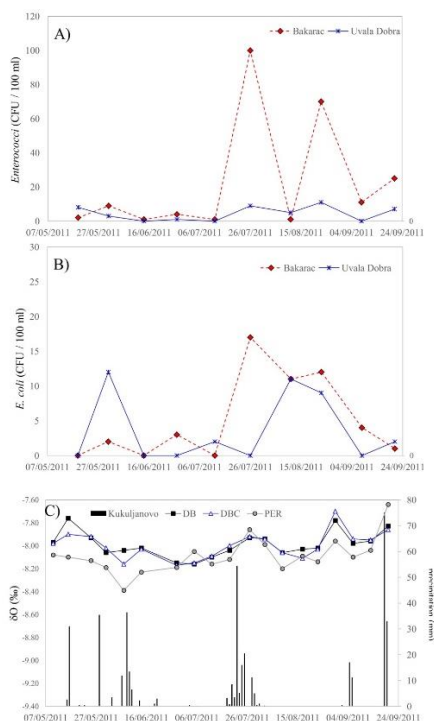 A)
Bakarac Uvala Dobra
Enterococci (CFU / 100 ml)
120
100
80
60
40
20
0 0
07/05/2011 27/05/2011 16/06/2011 06/07/2011 26/07/2011 15/08/2011 04/09/2011 24/09/2011
B)
Bakarac Uvala Dobra
E. coli (CFU / 100 ml)
30
25
20
15
10
5
0 0
07/05/2011 27/05/2011 16/06/2011 06/07/2011 26/07/2011 15/08/2011 04/09/2011 24/09/2011
C)
Kukuljanovo DB DBC PER
δO (‰)
-7.60 80
-7.80 70
-8.00 60
-8.20 50
-8.40
-8.60 40
-8.80 30
-9.00 20
-9.20 10
-9.40 0
precipitation (mm)
07/05/2011 27/05/2011 16/06/2011 06/07/2011 26/07/2011 15/08/2011 04/09/2011 24/09/2011